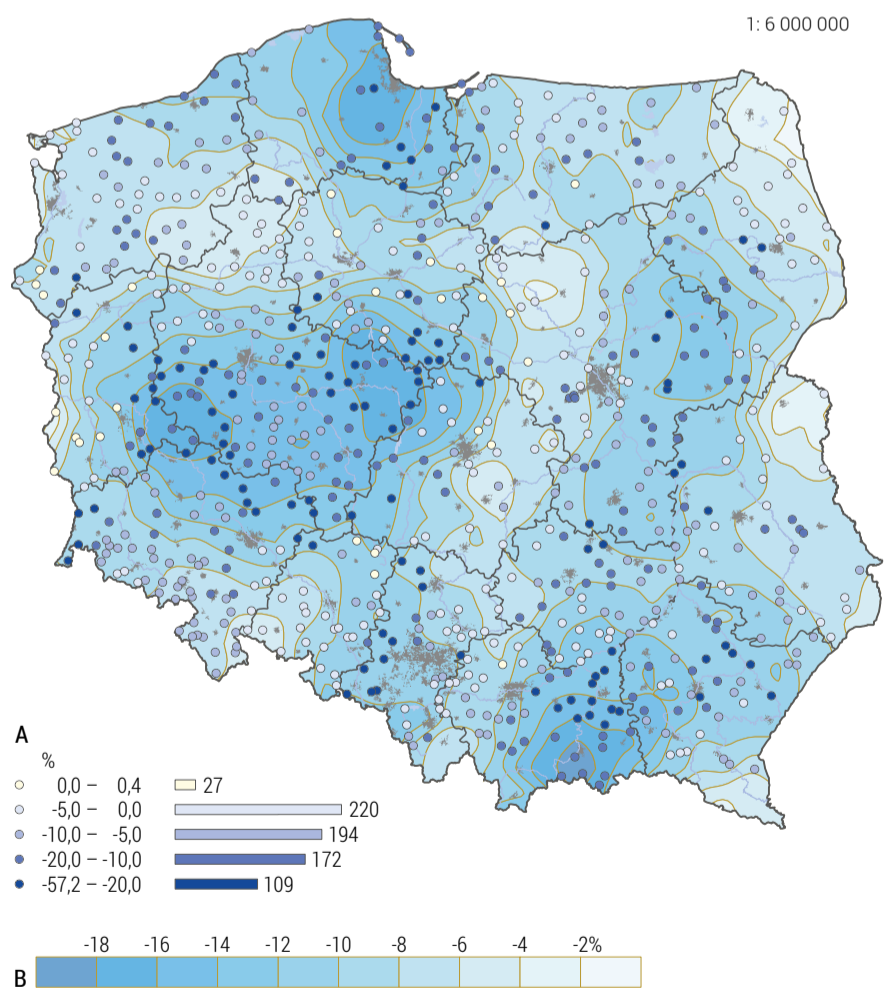 1: 6 000 000
A
%
0,0 – 0,4 27
-5,0 – 0,0 220
-10,0 – -5,0 194
-20,0 – -10,0 172
-57,2 – -20,0 109
-18 -16 -14 -12 -10 -8 -6 -4 -2%
B